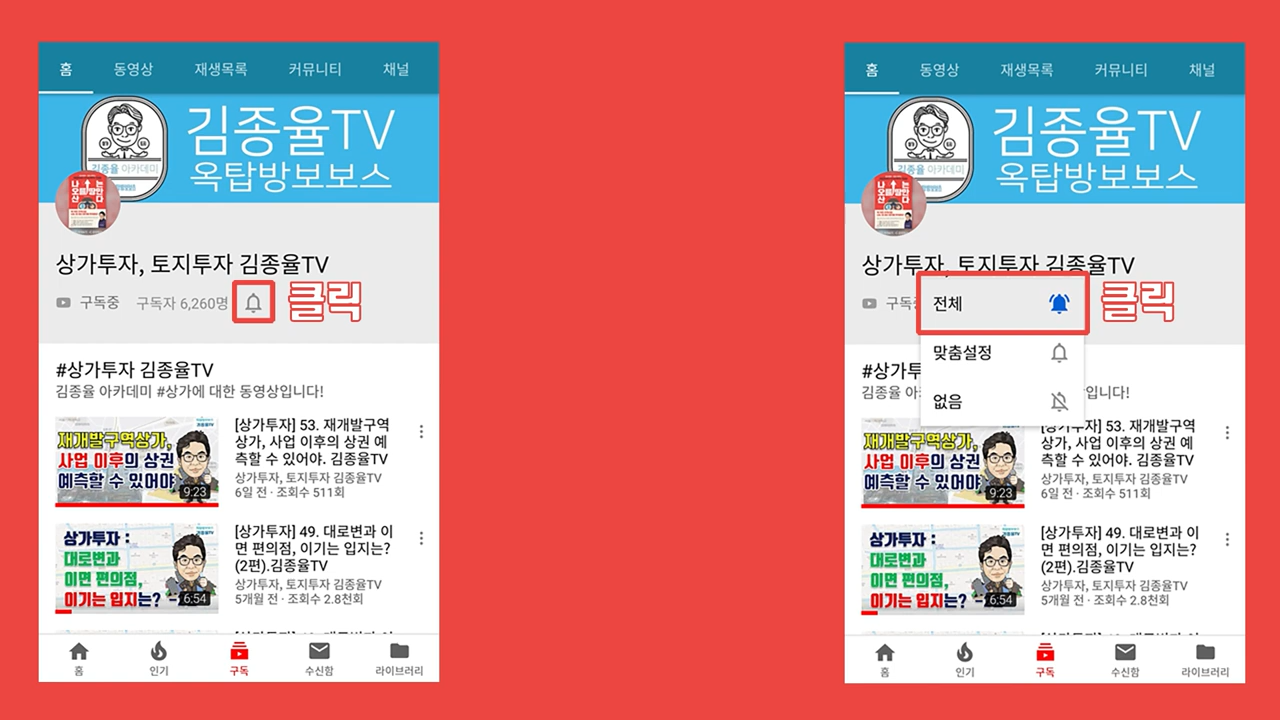 홈 동영상 재생목록 커뮤니티 채널
김종율TV
옥탑방보보스
김종율 아카데미
상가투자, 토지투자 김종율TV
구독중 구독자 6,260명
클릭
#상가투자 김종율TV
김종율 아카데미 #상가에 대한 동영상입니다!
재개발구역상가,
사업 이후의 상권
예측할 수 있어야
9:23
[상가투자] 53. 재개발구역
상가, 사업 이후의 상권 예
측할 수 있어야. 김종율TV
상가투자, 토지투자 김종율TV
6일 전 · 조회수 511회
상가투자 :
대로변과
이면 편의점,
이기는 입지는?
6:54
[상가투자] 49. 대로변과 이
면 편의점, 이기는 입지는?
(2편).김종율TV
상가투자, 토지투자 김종율TV
5개월 전 · 조회수 2.8천회
홈 인기 구독 수신함 라이브러리
홈 동영상 재생목록 커뮤니티 채널
김종율TV
옥탑방보보스
김종율 아카데미
상가투자, 토지투자 김종율TV
구독
전체
클릭
맞춤설정
없음
#상가투
김종율 아 입니다!
재개발구역상가,
사업 이후의 상권
예측할 수 있어야
9:23
[상가투자] 53. 재개발구역
상가, 사업 이후의 상권 예
측할 수 있어야. 김종율TV
상가투자, 토지투자 김종율TV
6일 전 · 조회수 511회
상가투자 :
대로변과
이면 편의점,
이기는 입지는?
6:54
[상가투자] 49. 대로변과 이
면 편의점, 이기는 입지는?
(2편).김종율TV
상가투자, 토지투자 김종율TV
5개월 전 · 조회수 2.8천회
홈 인기 구독 수신함 라이브러리